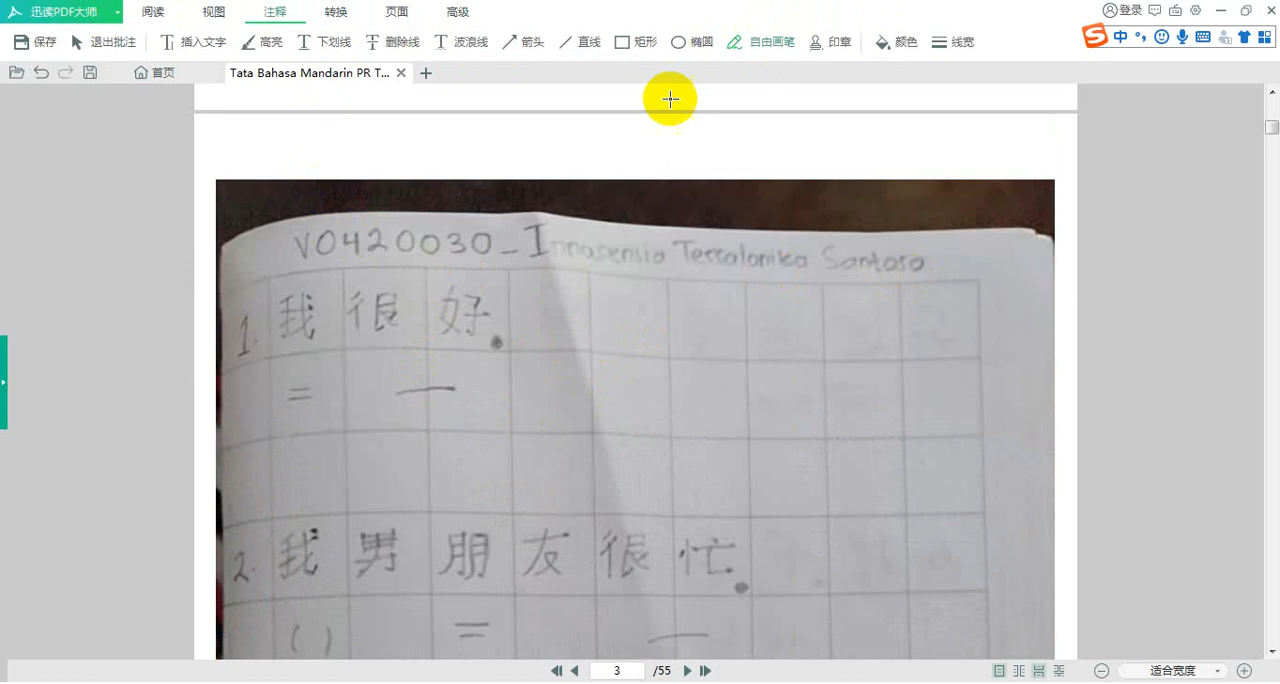 迅读PDF大师 阅读 视图 注释 转换 页面 高级 登录
保存 退出批注 插入文字 高亮 下划线 删除线 波浪线 箭头 直线 矩形 椭圆 自由画笔 印章 颜色 线宽 中
首页 Tata Bahasa Mandarin PR T...
V0420030_Innosensia Tercalonika Santoso
1. 我很好.
= —
2. 我男朋友很忙.
( ) = —
3 /55 适合宽度